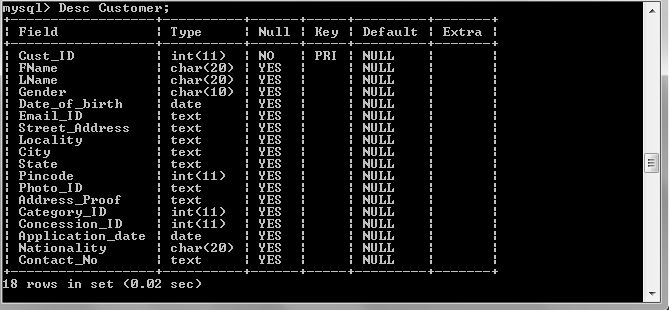 mysql> Desc Customer;
| Field | Type | Null | Key | Default | Extra |
| Cust_ID | int(11) | NO | PRI | NULL | |
| FName | char(20) | YES | | NULL | |
| LName | char(20) | YES | | NULL | |
| Gender | char(10) | YES | | NULL | |
| Date_of_birth | date | YES | | NULL | |
| Email_ID | text | YES | | NULL | |
| Street_Address | text | YES | | NULL | |
| Locality | text | YES | | NULL | |
| City | text | YES | | NULL | |
| State | text | YES | | NULL | |
| Pincode | int(11) | YES | | NULL | |
| Photo_ID | text | YES | | NULL | |
| Address_Proof | text | YES | | NULL | |
| Category_ID | int(11) | YES | | NULL | |
| Concession_ID | int(11) | YES | | NULL | |
| Application_date | date | YES | | NULL | |
| Nationality | char(20) | YES | | NULL | |
| Contact_No | text | YES | | NULL | |
18 rows in set (0.02 sec)